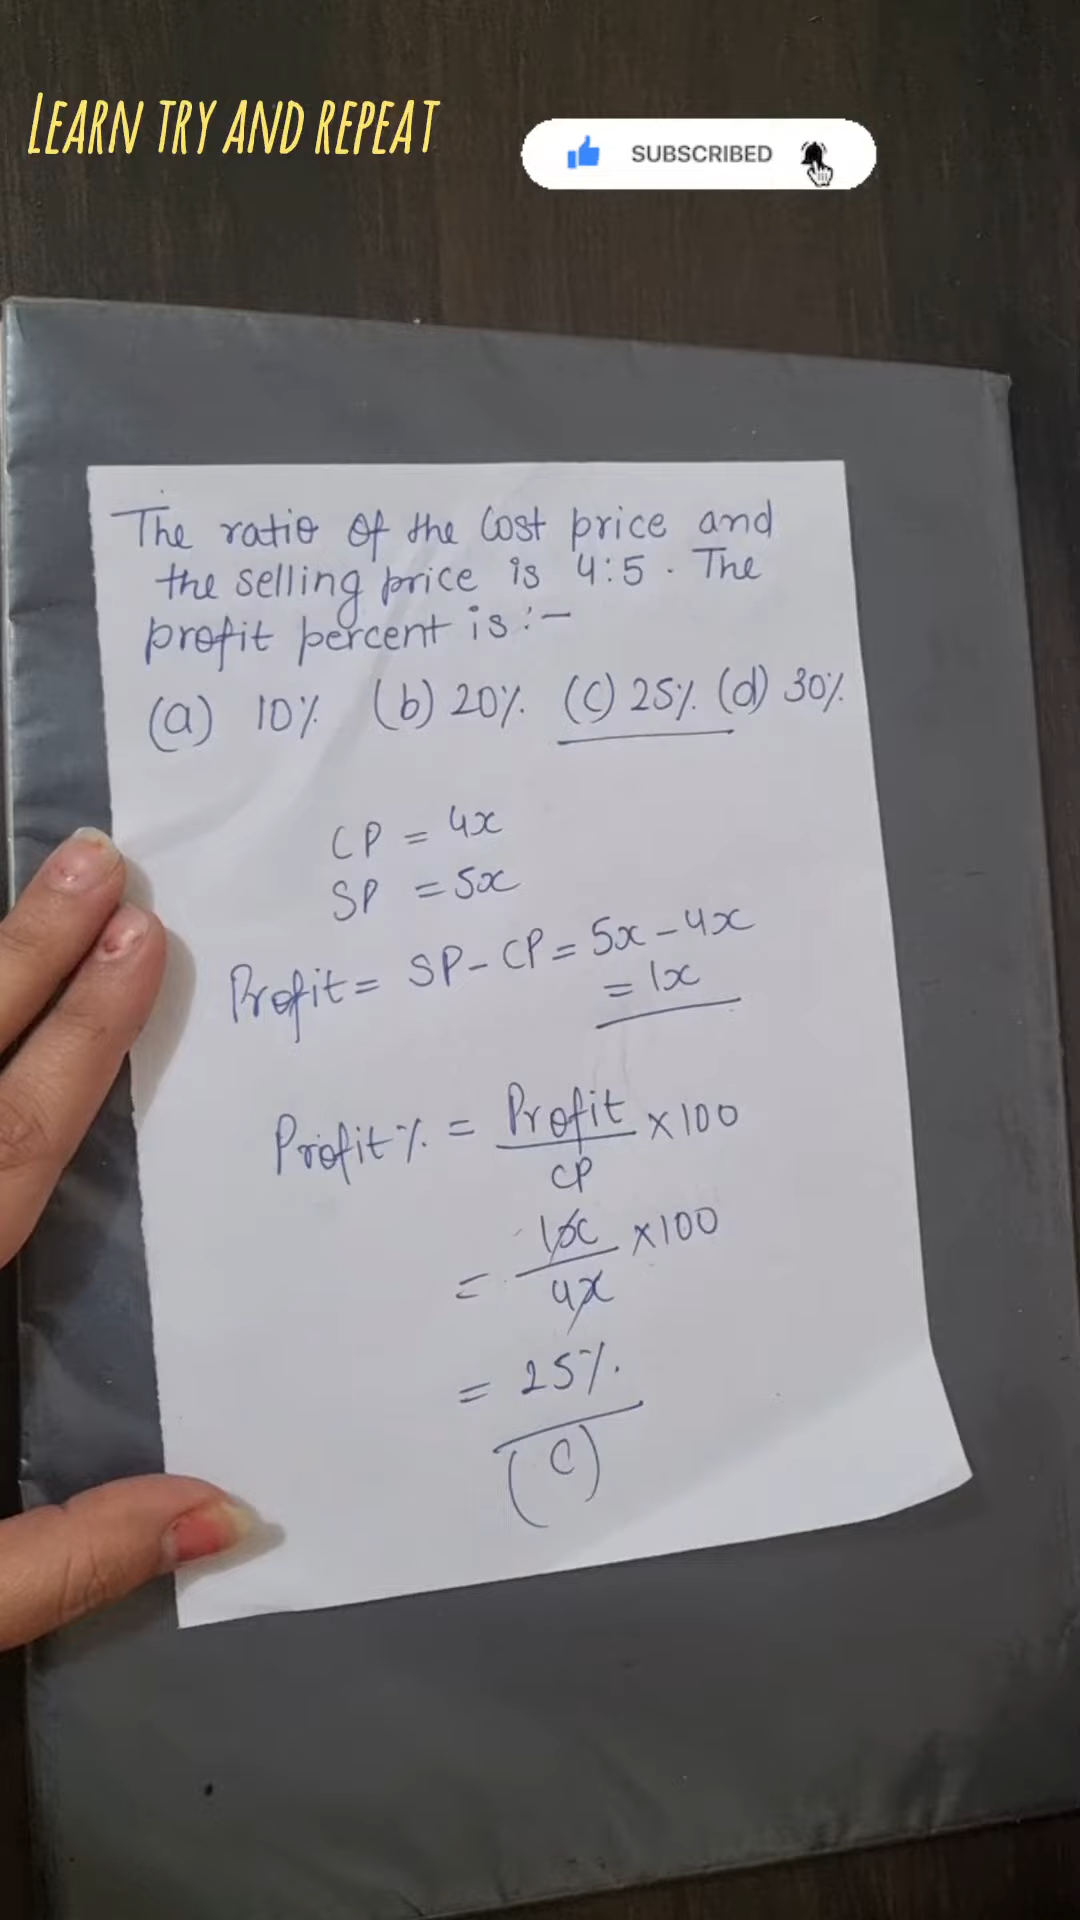 LEARN TRY AND REPEAT
SUBSCRIBED
The ratio of the Cost price and
the selling price is 4:5. The
profit percent is:-
(a) 10% (b) 20% (c) 25% (d) 30%
CP = 4x
SP = 5x
Profit = SP - CP = 5x - 4x
= 1x
Profit % = Profit/CP × 100
= 1x/4x × 100
= 25%
(C)